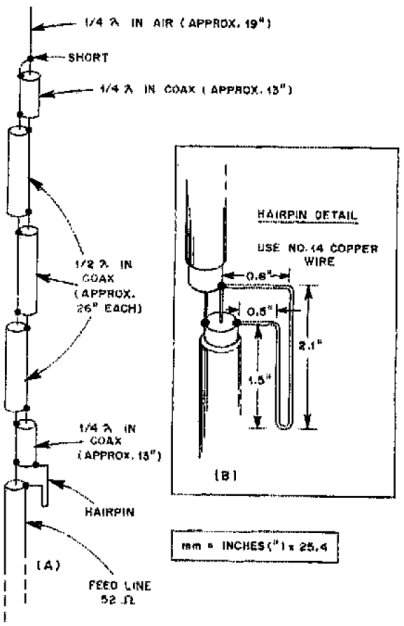 1/4 λ IN AIR (APPROX. 19")
SHORT
1/4 λ IN COAX (APPROX. 13")
1/2 λ IN
COAX
(APPROX.
26" EACH)
1/4 λ IN
COAX
(APPROX. 13")
HAIRPIN
(A)
FEED LINE
52 Ω
HAIRPIN DETAIL
USE NO. 14 COPPER
WIRE
0.8"
0.5"
1.5"
2.1"
(B)
mm = INCHES(") x 25.4